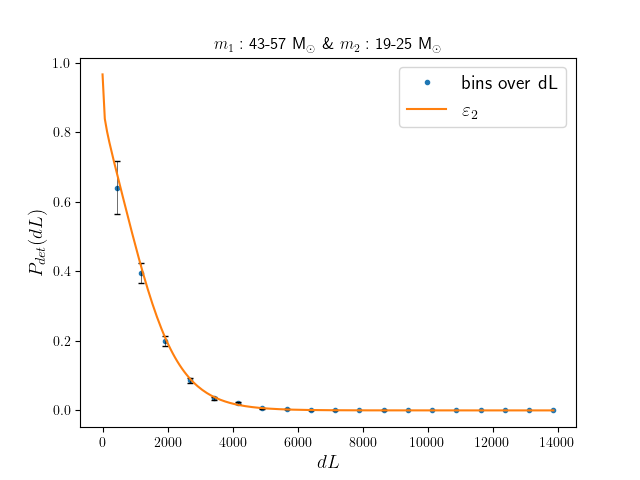 m₁ : 43-57 M☉ & m₂ : 19-25 M☉
bins over dL
ε₂
P_det(dL)
1.0
0.8
0.6
0.4
0.2
0.0
0 2000 4000 6000 8000 10000 12000 14000
dL